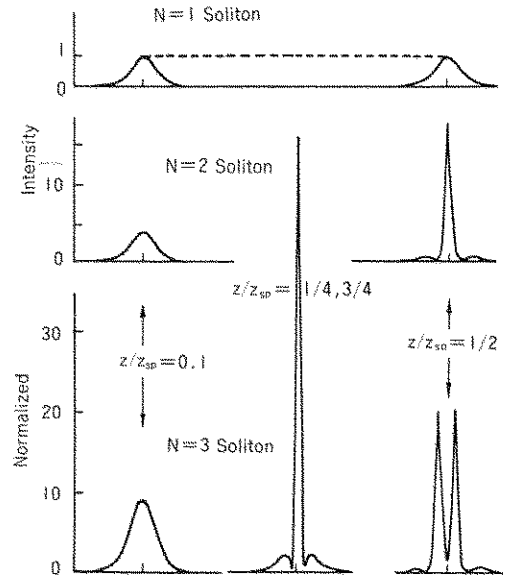 N=1 Soliton
1
0
Intensity
N=2 Soliton
10
0
z/z_sp = 1/4, 3/4
30
z/z_sp = 0.1
z/z_sp = 1/2
20
Normalized
N=3 Soliton
10
0